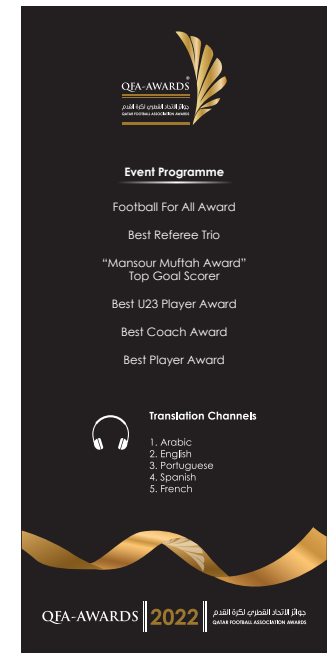 QFA-AWARDS
جوائز الاتحاد القطري لكرة القدم
QATAR FOOTBALL ASSOCIATION AWARDS
Event Programme
Football For All Award
Best Referee Trio
“Mansour Muftah Award”
Top Goal Scorer
Best U23 Player Award
Best Coach Award
Best Player Award
Translation Channels
1. Arabic
2. English
3. Portuguese
4. Spanish
5. French
QFA-AWARDS
2022
جوائز الاتحاد القطري لكرة القدم
QATAR FOOTBALL ASSOCIATION AWARDS